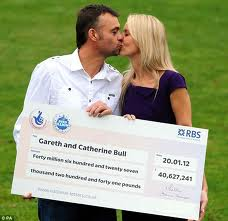 RBS
Gareth and Catherine Bull
20.01.12
Forty million six hundred and twenty seven
40,627,241
thousand two hundred and forty one pounds
PA